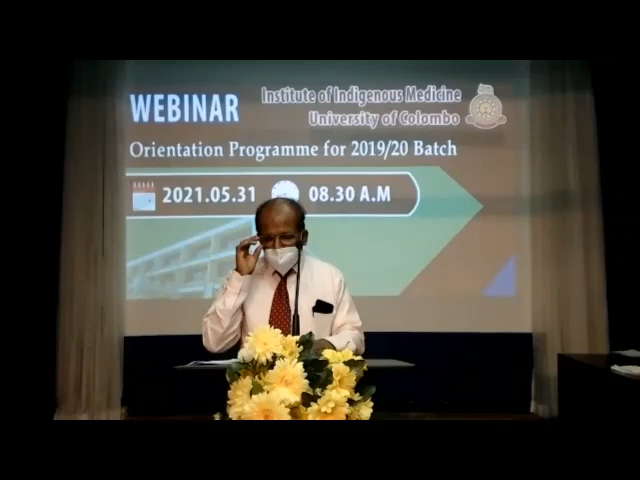 WEBINAR
Institute of Indigenous Medicine
University of Colombo
Orientation Programme for 2019/20 Batch
2021.05.31
08.30 A.M